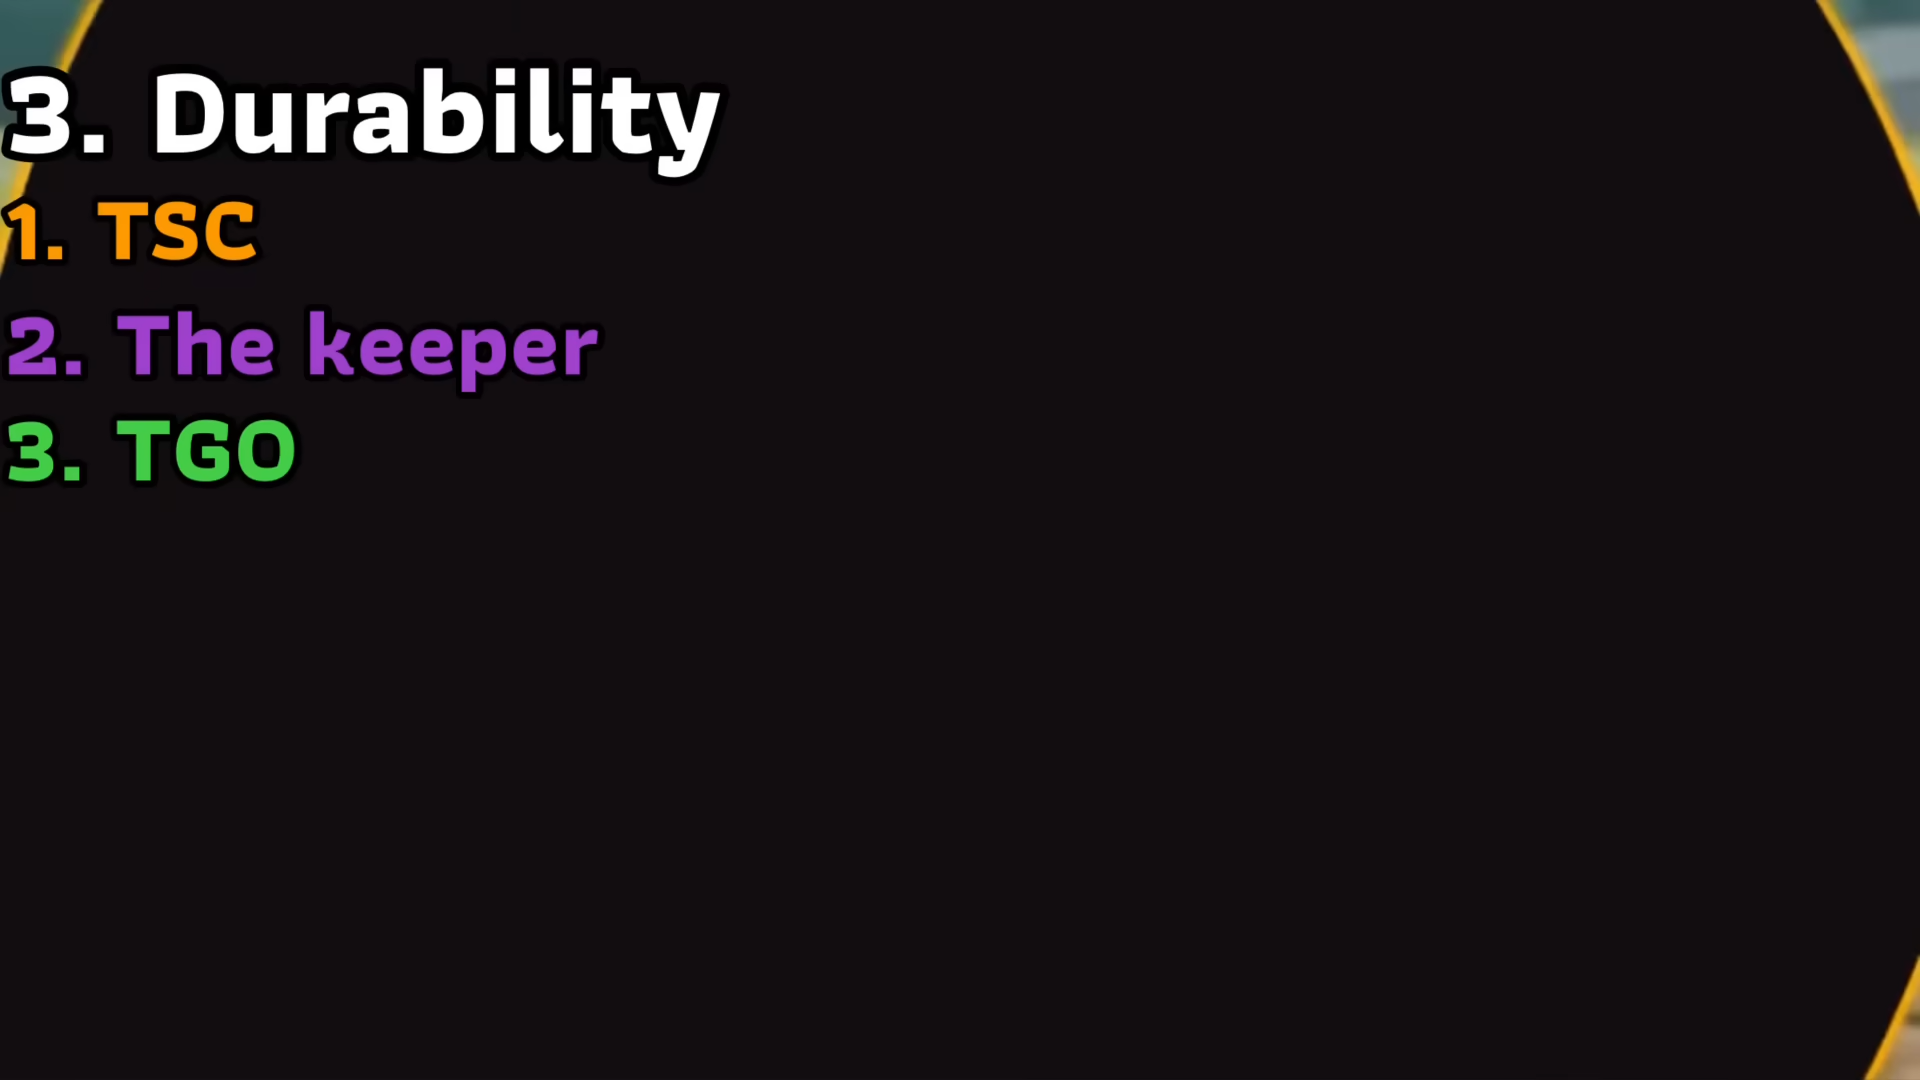 3. Durability
1. TSC
2. The keeper
3. TGO